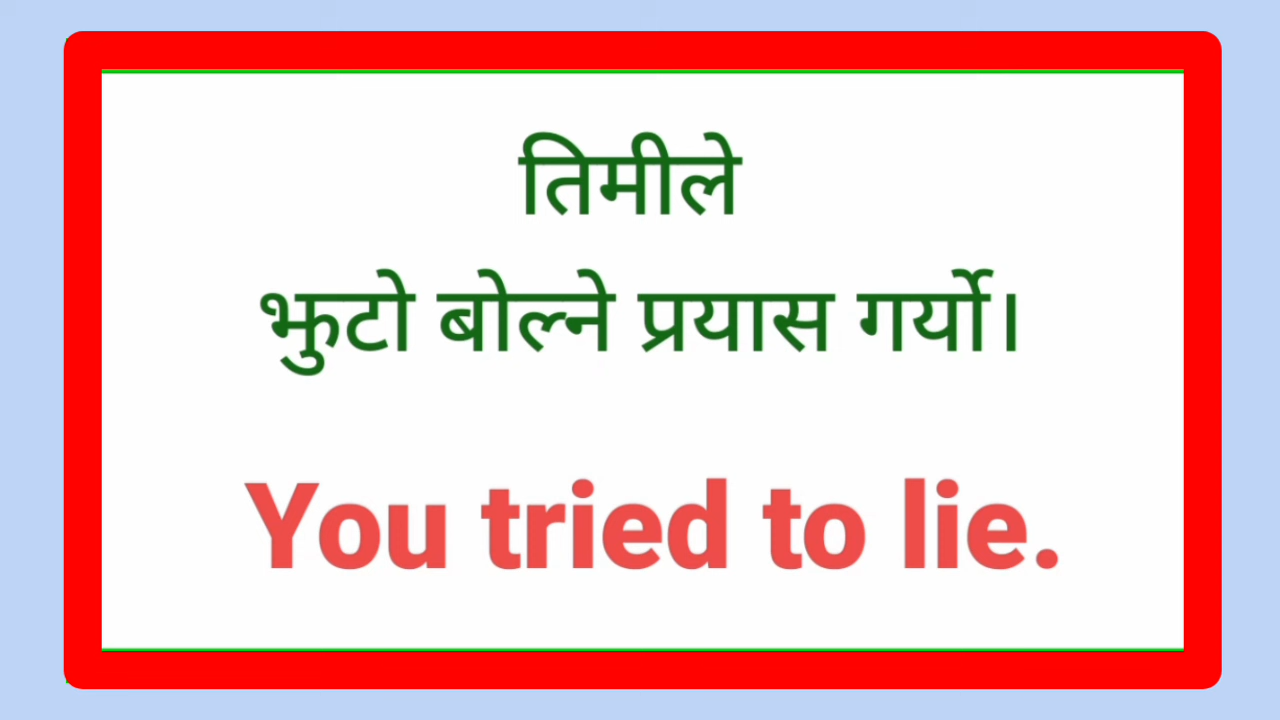 तिमीले
झुटो बोल्ने प्रयास गर्यो।
You tried to lie.